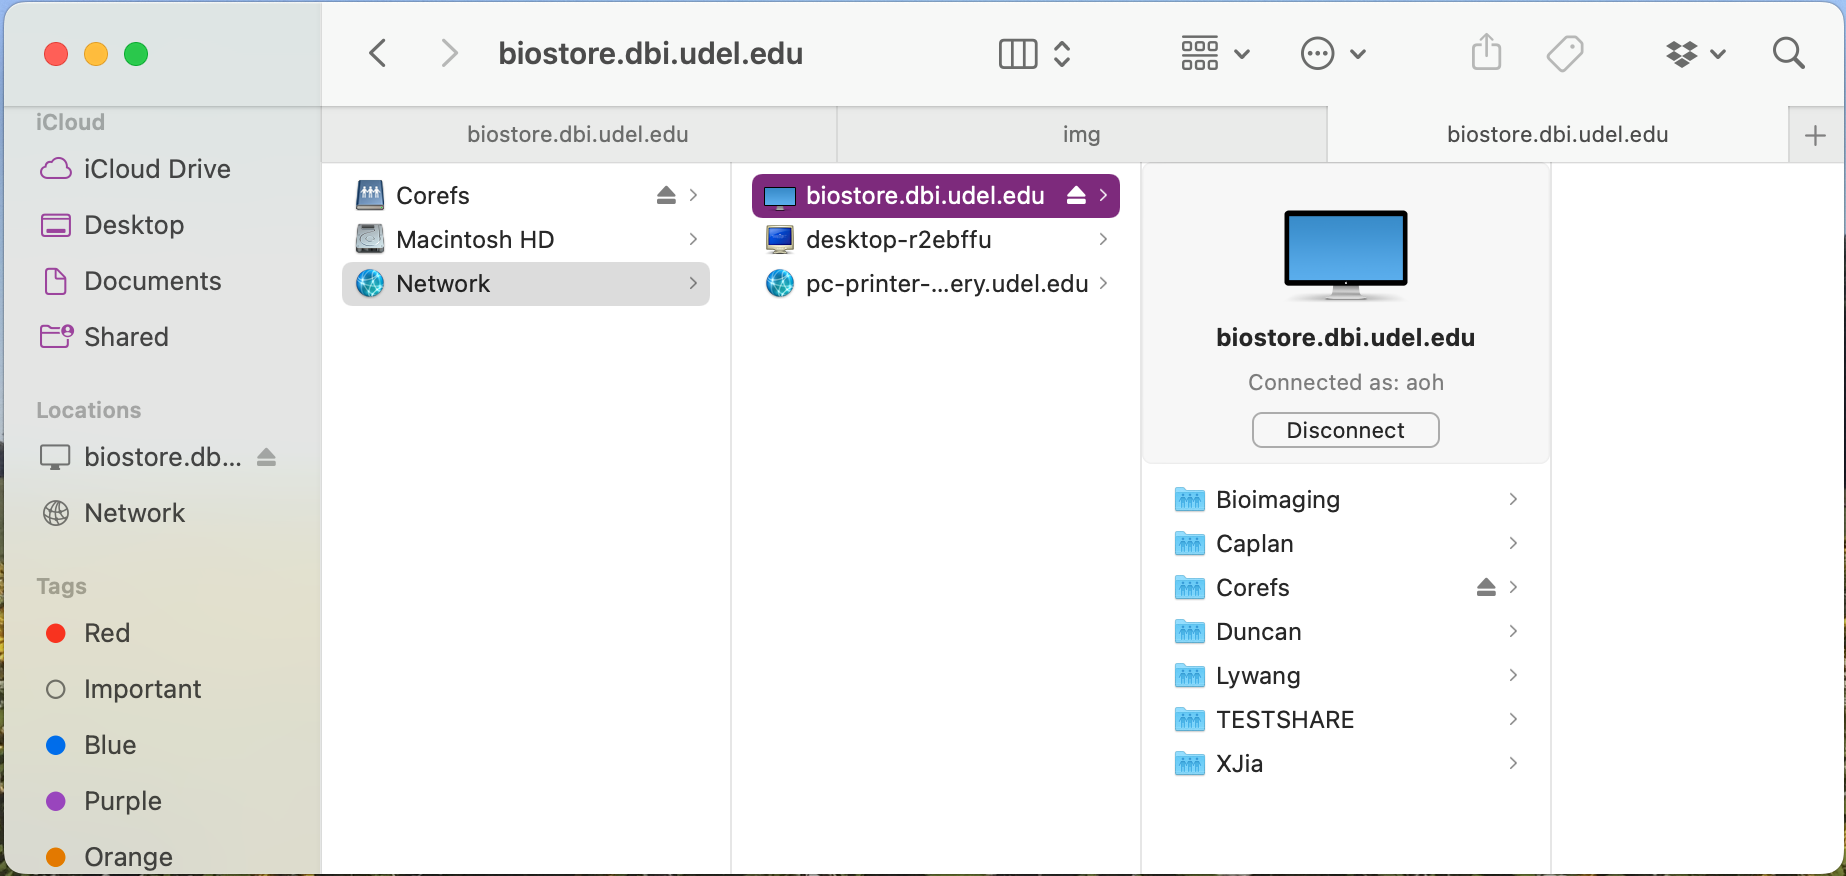 biostore.dbi.udel.edu
iCloud
iCloud Drive
Desktop
Documents
Shared
Locations
biostore.db...
Network
Tags
Red
Important
Blue
Purple
Orange
biostore.dbi.udel.edu
img
biostore.dbi.udel.edu
Corefs
Macintosh HD
Network
biostore.dbi.udel.edu
desktop-r2ebffu
pc-printer-...ery.udel.edu
biostore.dbi.udel.edu
Connected as: aoh
Disconnect
Bioimaging
Caplan
Corefs
Duncan
Lywang
TESTSHARE
XJia